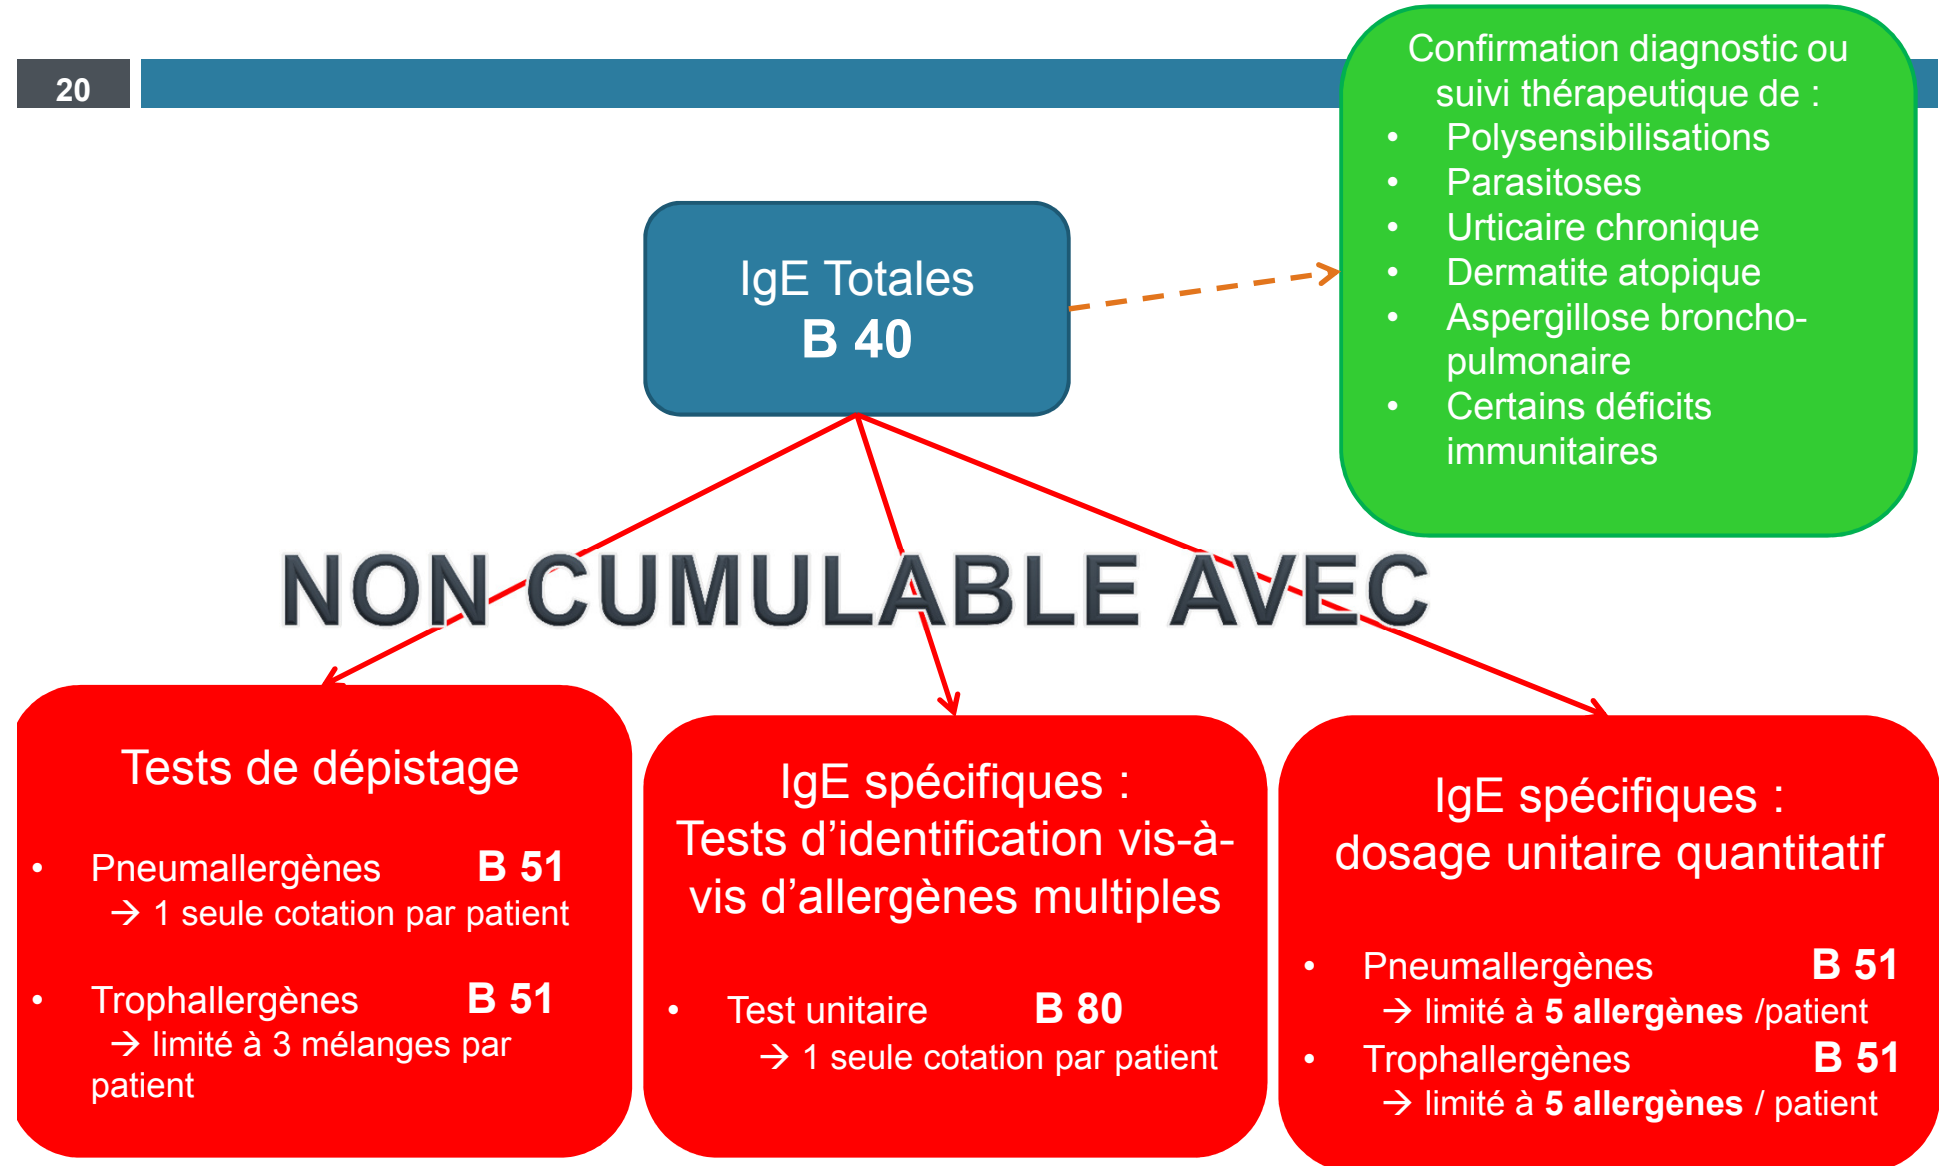 20
Confirmation diagnostic ou
suivi thérapeutique de :
• Polysensibilisations
• Parasitoses
• Urticaire chronique
• Dermatite atopique
• Aspergillose broncho-
pulmonaire
• Certains déficits
immunitaires
IgE Totales
B 40
NON CUMULABLE AVEC
Tests de dépistage
• Pneumallergènes B 51
→ 1 seule cotation par patient
• Trophallergènes B 51
→ limité à 3 mélanges par
patient
IgE spécifiques :
Tests d’identification vis-à-
vis d’allergènes multiples
• Test unitaire B 80
→ 1 seule cotation par patient
IgE spécifiques :
dosage unitaire quantitatif
• Pneumallergènes B 51
→ limité à 5 allergènes /patient
• Trophallergènes B 51
→ limité à 5 allergènes / patient